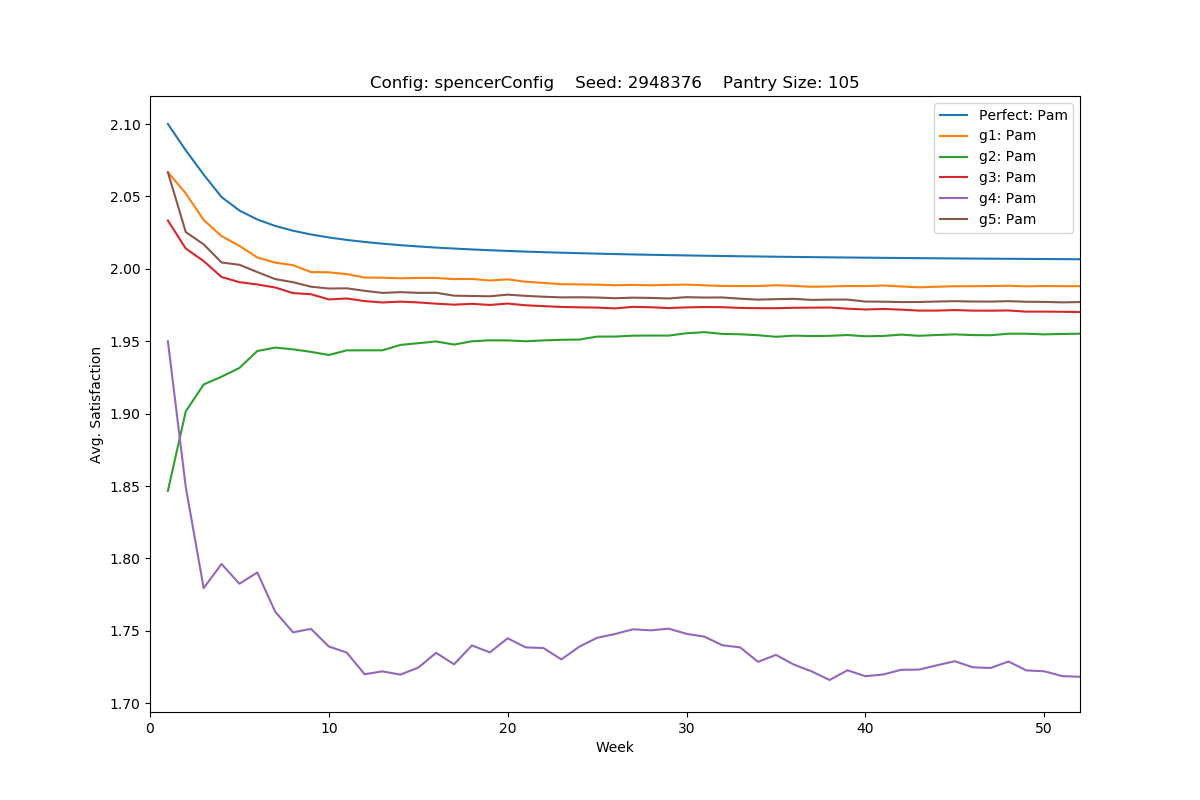 Config: spencerConfig    Seed: 2948376    Pantry Size: 105
Perfect: Pam
g1: Pam
g2: Pam
g3: Pam
g4: Pam
g5: Pam
Avg. Satisfaction
2.10
2.05
2.00
1.95
1.90
1.85
1.80
1.75
1.70
0 10 20 30 40 50
Week